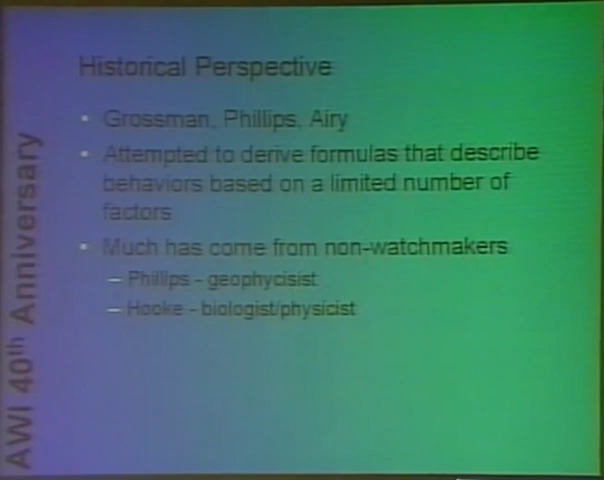 Historical Perspective
• Grossman, Phillips, Airy
• Attempted to derive formulas that describe
behaviors based on a limited number of
factors
• Much has come from non-watchmakers
– Phillips - geophycisist
– Hooke - biologist/physicist
AWI 40th Anniversary